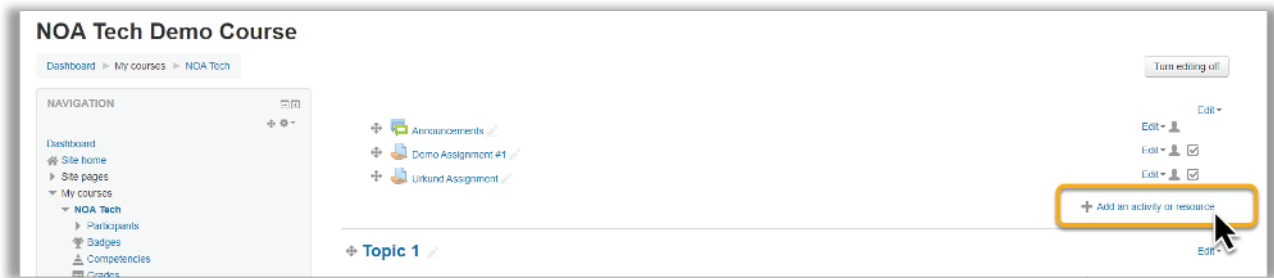 NOA Tech Demo Course
Dashboard My courses NOA Tech
Turn editing off
NAVIGATION
Dashboard
Site home
Site pages
My courses
NOA Tech
Participants
Badges
Competencies
Grades
Edit
Announcements Edit
Demo Assignment #1 Edit
Urkund Assignment Edit
Add an activity or resource
Topic 1 Edit